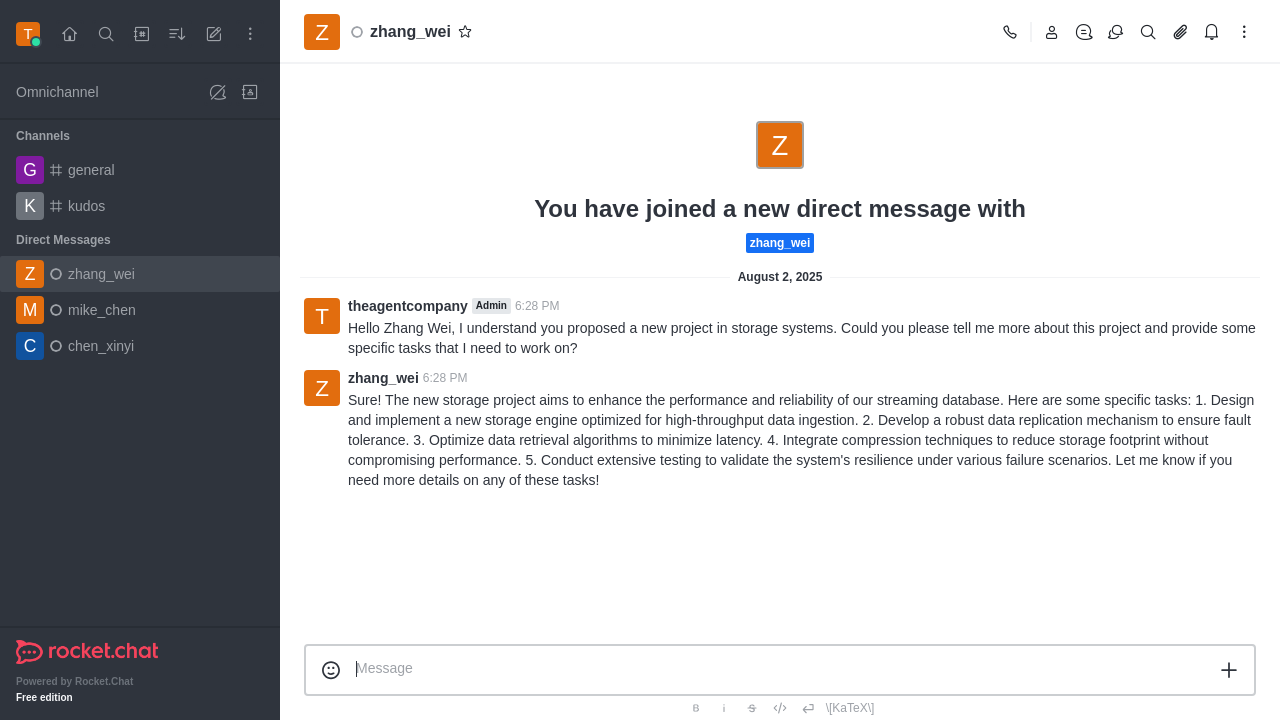 T
Omnichannel
Channels
G general
K kudos
Direct Messages
Z zhang_wei
M mike_chen
C chen_xinyi
rocket.chat
Powered by Rocket.Chat
Free edition
Z zhang_wei
Z
You have joined a new direct message with
zhang_wei
August 2, 2025
T theagentcompany Admin 6:28 PM
Hello Zhang Wei, I understand you proposed a new project in storage systems. Could you please tell me more about this project and provide some
specific tasks that I need to work on?
Z zhang_wei 6:28 PM
Sure! The new storage project aims to enhance the performance and reliability of our streaming database. Here are some specific tasks: 1. Design
and implement a new storage engine optimized for high-throughput data ingestion. 2. Develop a robust data replication mechanism to ensure fault
tolerance. 3. Optimize data retrieval algorithms to minimize latency. 4. Integrate compression techniques to reduce storage footprint without
compromising performance. 5. Conduct extensive testing to validate the system's resilience under various failure scenarios. Let me know if you
need more details on any of these tasks!
Message
B i S \[KaTeX\]